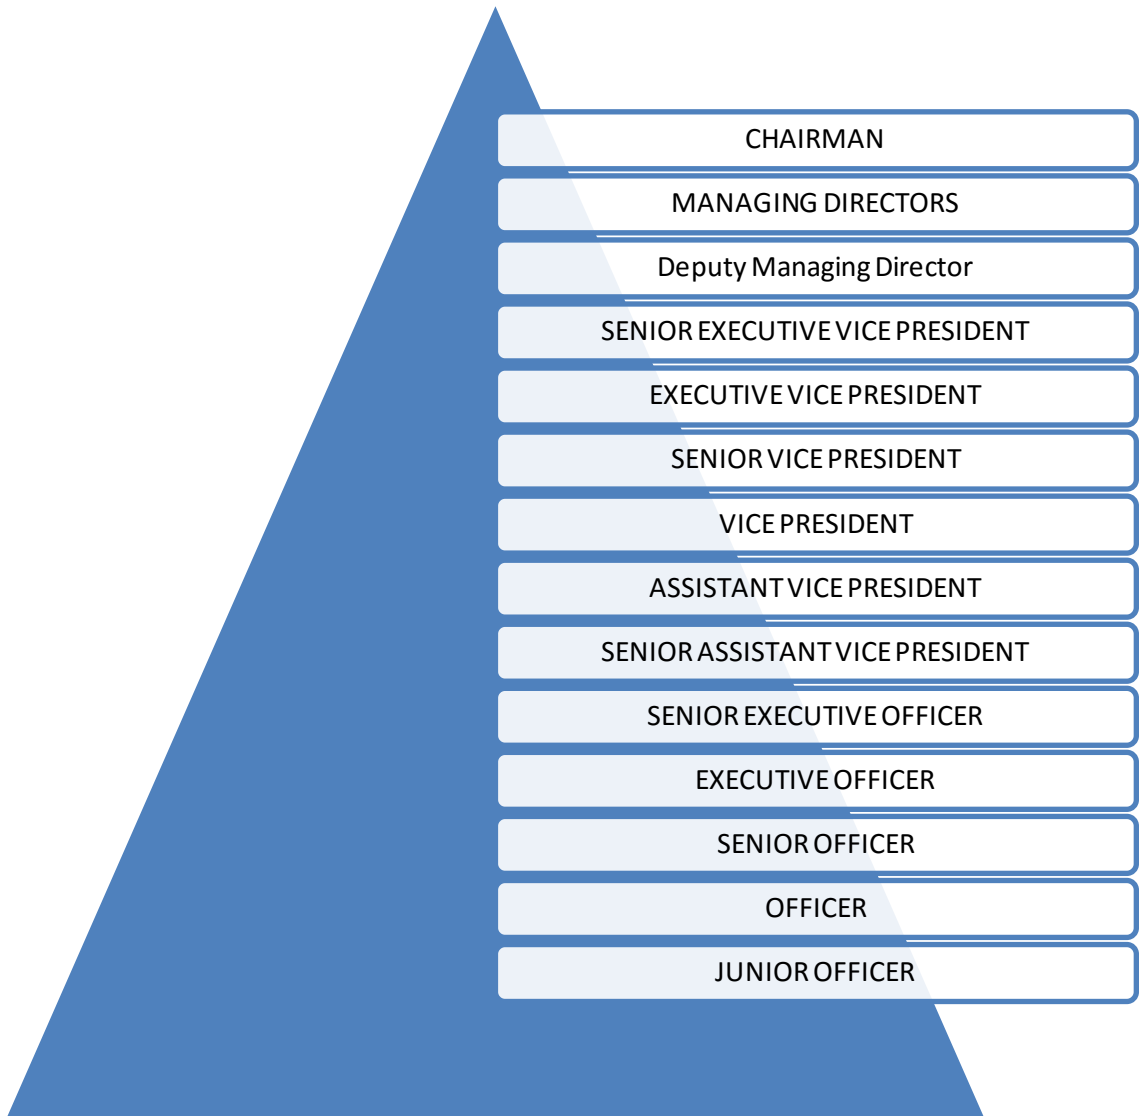 CHAIRMAN
MANAGING DIRECTORS
Deputy Managing Director
SENIOR EXECUTIVE VICE PRESIDENT
EXECUTIVE VICE PRESIDENT
SENIOR VICE PRESIDENT
VICE PRESIDENT
ASSISTANT VICE PRESIDENT
SENIOR ASSISTANT VICE PRESIDENT
SENIOR EXECUTIVE OFFICER
EXECUTIVE OFFICER
SENIOR OFFICER
OFFICER
JUNIOR OFFICER